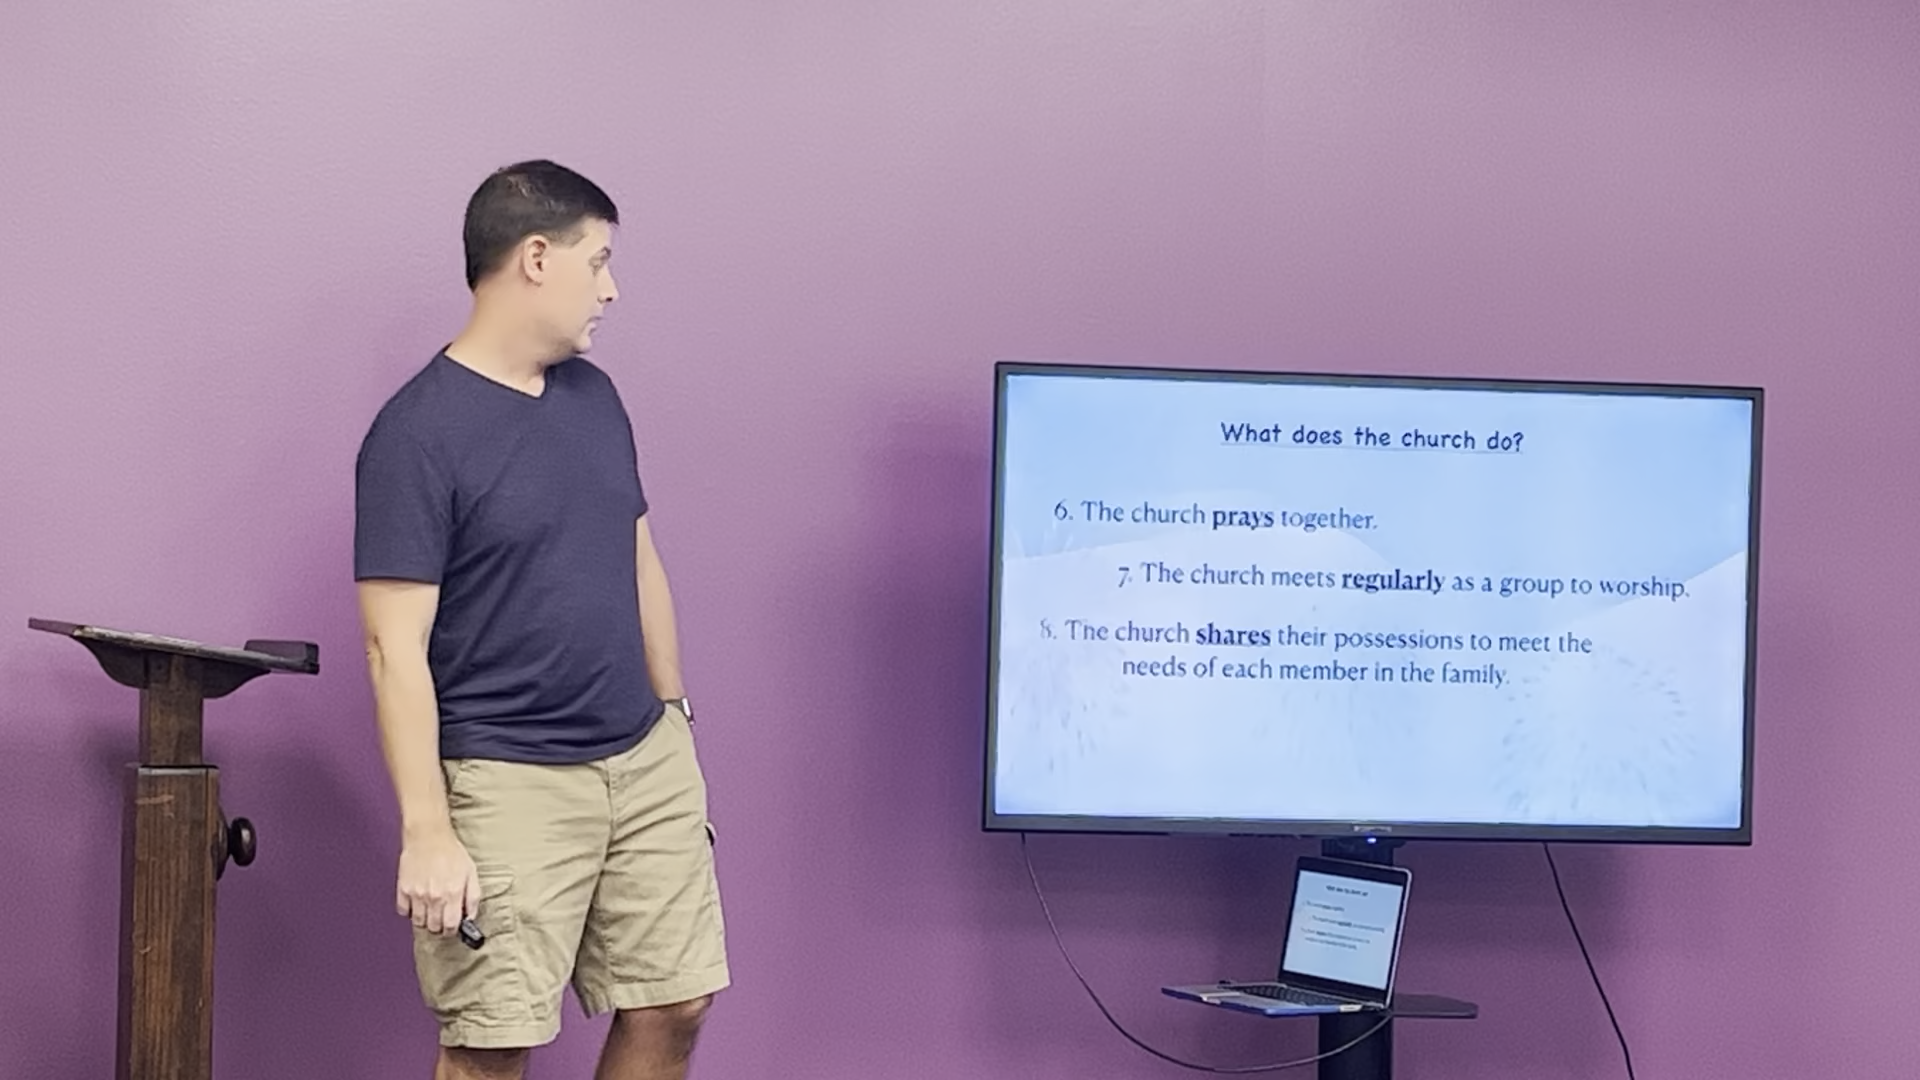 What does the church do?
6. The church prays together.
7. The church meets regularly as a group to worship.
8. The church shares their possessions to meet the
needs of each member in the family.